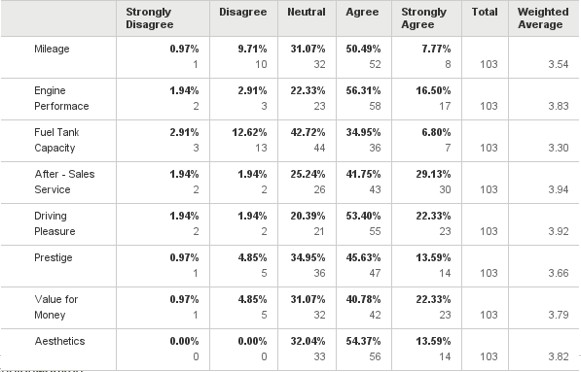 Strongly Disagree Disagree Neutral Agree Strongly Agree Total Weighted Average
Mileage 0.97% 9.71% 31.07% 50.49% 7.77%
1 10 32 52 8 103 3.54
Engine 1.94% 2.91% 22.33% 56.31% 16.50%
Performace 2 3 23 58 17 103 3.83
Fuel Tank 2.91% 12.62% 42.72% 34.95% 6.80%
Capacity 3 13 44 36 7 103 3.30
After - Sales 1.94% 1.94% 25.24% 41.75% 29.13%
Service 2 2 26 43 30 103 3.94
Driving 1.94% 1.94% 20.39% 53.40% 22.33%
Pleasure 2 2 21 55 23 103 3.92
Prestige 0.97% 4.85% 34.95% 45.63% 13.59%
1 5 36 47 14 103 3.66
Value for 0.97% 4.85% 31.07% 40.78% 22.33%
Money 1 5 32 42 23 103 3.79
Aesthetics 0.00% 0.00% 32.04% 54.37% 13.59%
0 0 33 56 14 103 3.82